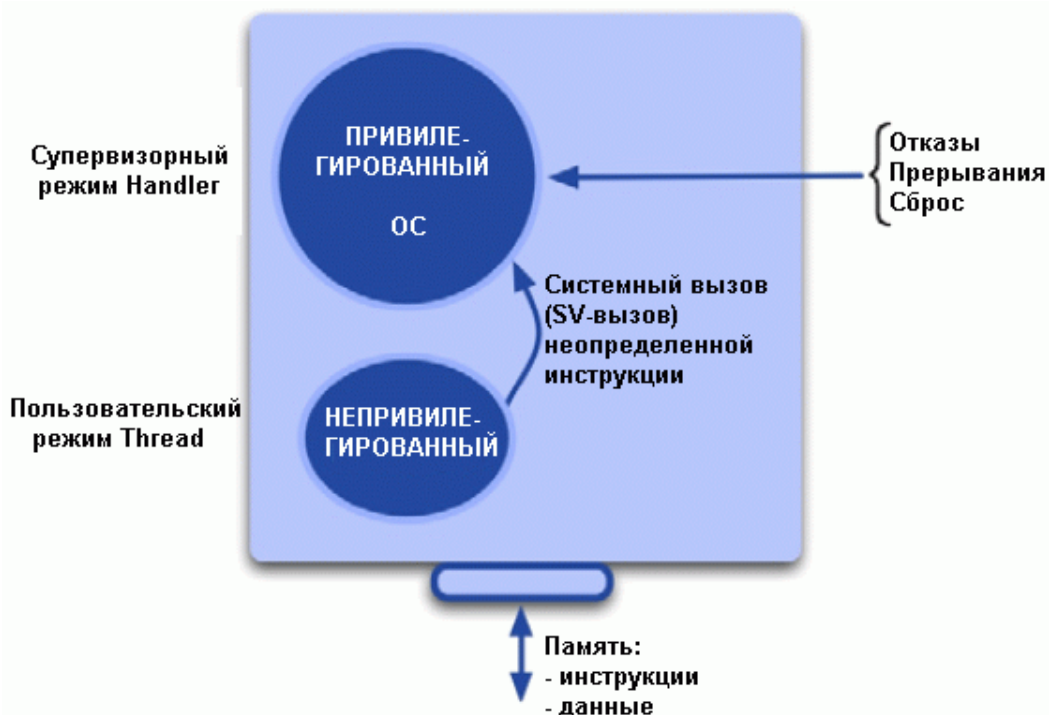 ПРИВИЛЕ-
ГИРОВАННЫЙ
ОС
Супервизорный
режим Handler
Отказы
Прерывания
Сброс
Системный вызов
(SV-вызов)
неопределенной
инструкции
Пользовательский
режим Thread
НЕПРИВИЛЕ-
ГИРОВАННЫЙ
Память:
- инструкции
- данные